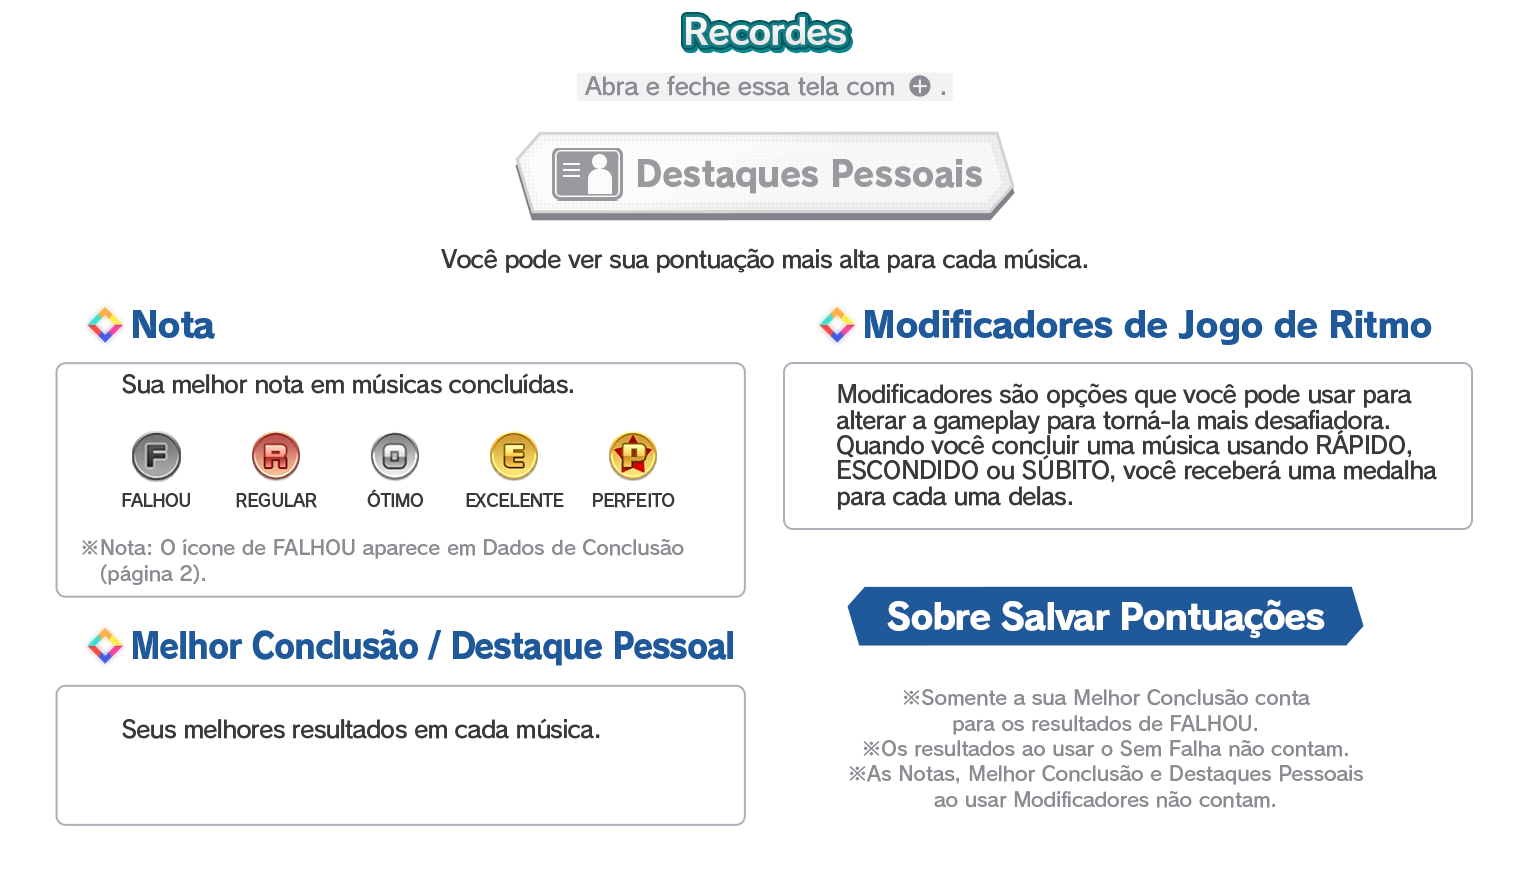 Recordes
Abra e feche essa tela com + .
Destaques Pessoais
Você pode ver sua pontuação mais alta para cada música.
Nota
Sua melhor nota em músicas concluídas.
F R O E P
FALHOU REGULAR ÓTIMO EXCELENTE PERFEITO
※Nota: O ícone de FALHOU aparece em Dados de Conclusão
(página 2).
Melhor Conclusão / Destaque Pessoal
Seus melhores resultados em cada música.
Modificadores de Jogo de Ritmo
Modificadores são opções que você pode usar para
alterar a gameplay para torná-la mais desafiadora.
Quando você concluir uma música usando RÁPIDO,
ESCONDIDO ou SÚBITO, você receberá uma medalha
para cada uma delas.
Sobre Salvar Pontuações
※Somente a sua Melhor Conclusão conta
para os resultados de FALHOU.
※Os resultados ao usar o Sem Falha não contam.
※As Notas, Melhor Conclusão e Destaques Pessoais
ao usar Modificadores não contam.